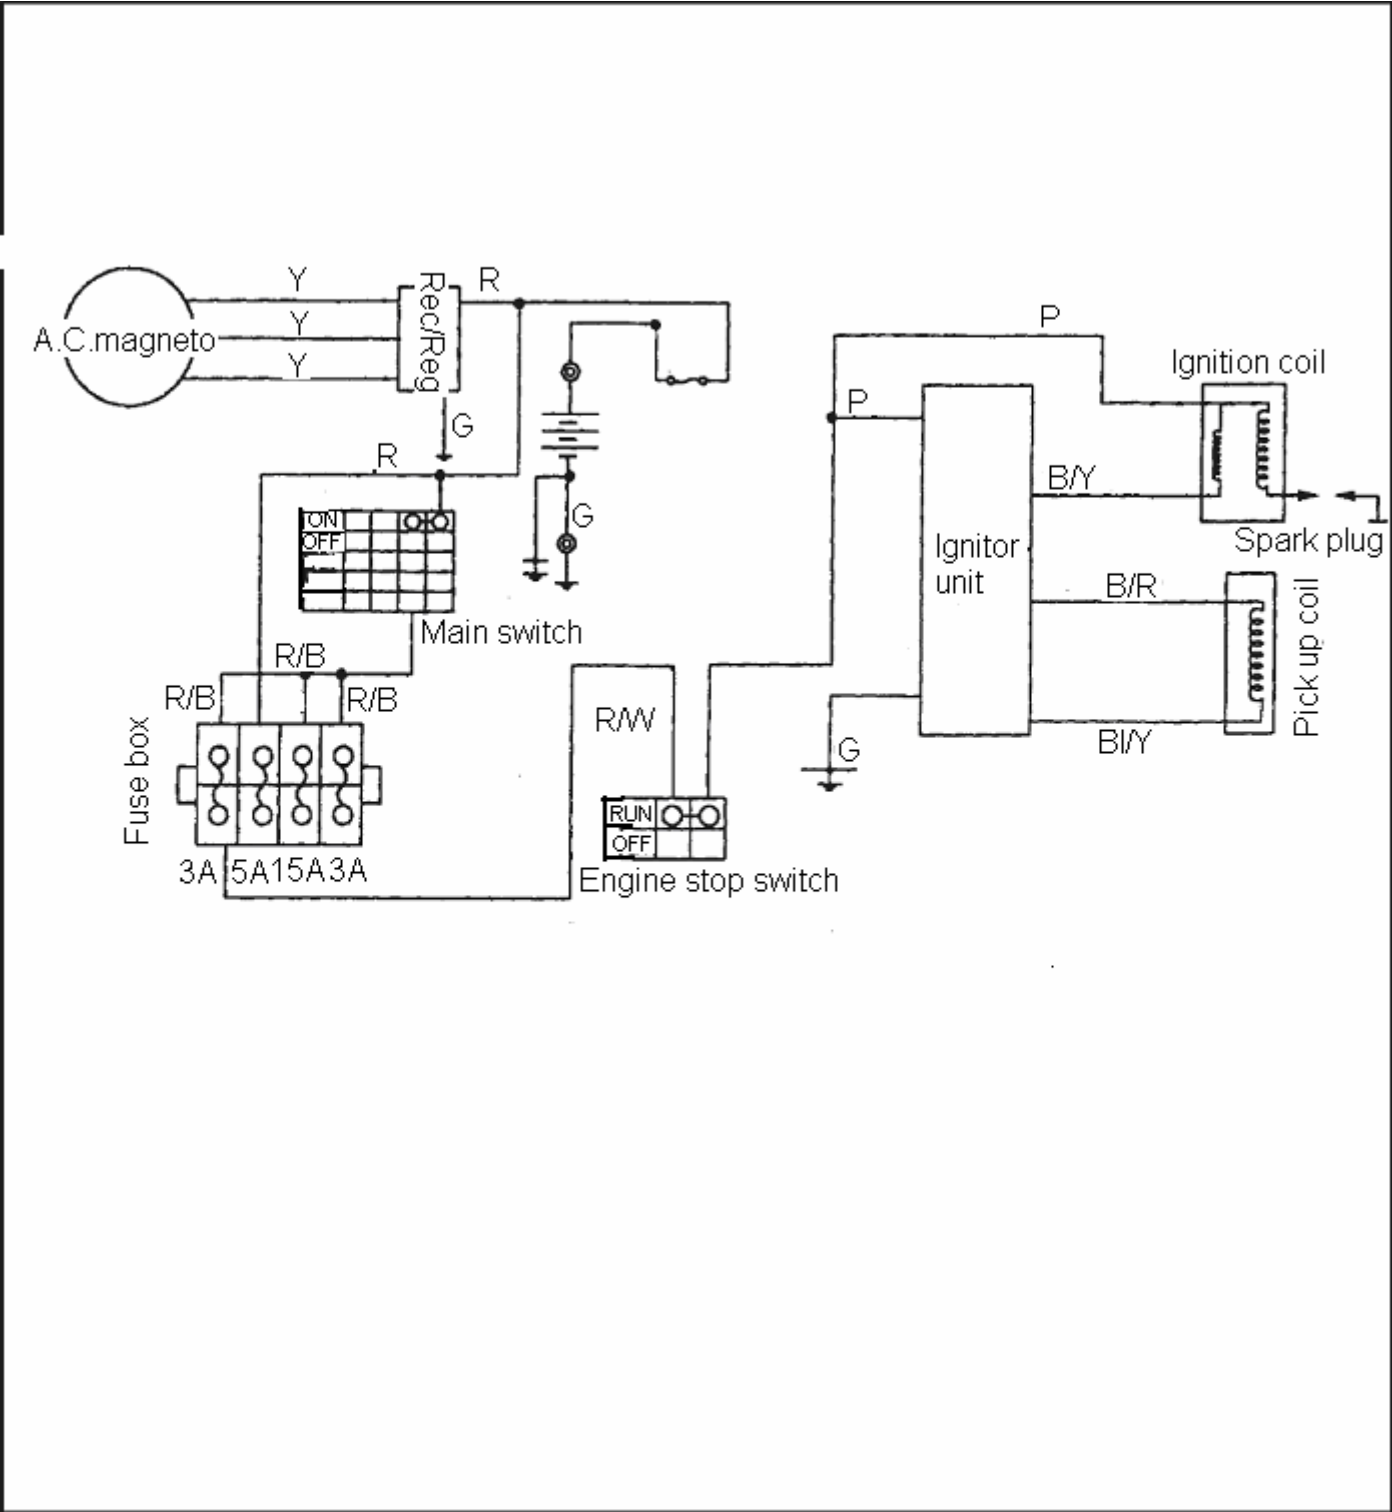 Y
R
Y
A.C.magneto
Y
Rec/Reg
G
P
Ignition coil
P
R
B/Y
G
ON
OFF
Spark plug
Ignitor
unit
B/R
Pick up coil
Main switch
R/B
R/B
R/B
R/W
BI/Y
G
Fuse box
RUN
OFF
3A 5A 15A 3A
Engine stop switch